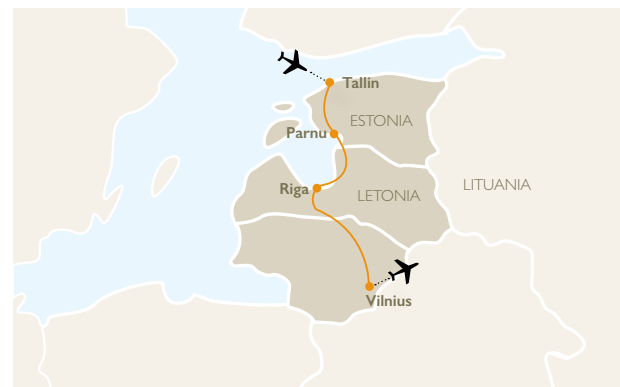 Tallin
ESTONIA
Parnu
Riga
LETONIA
LITUANIA
Vilnius